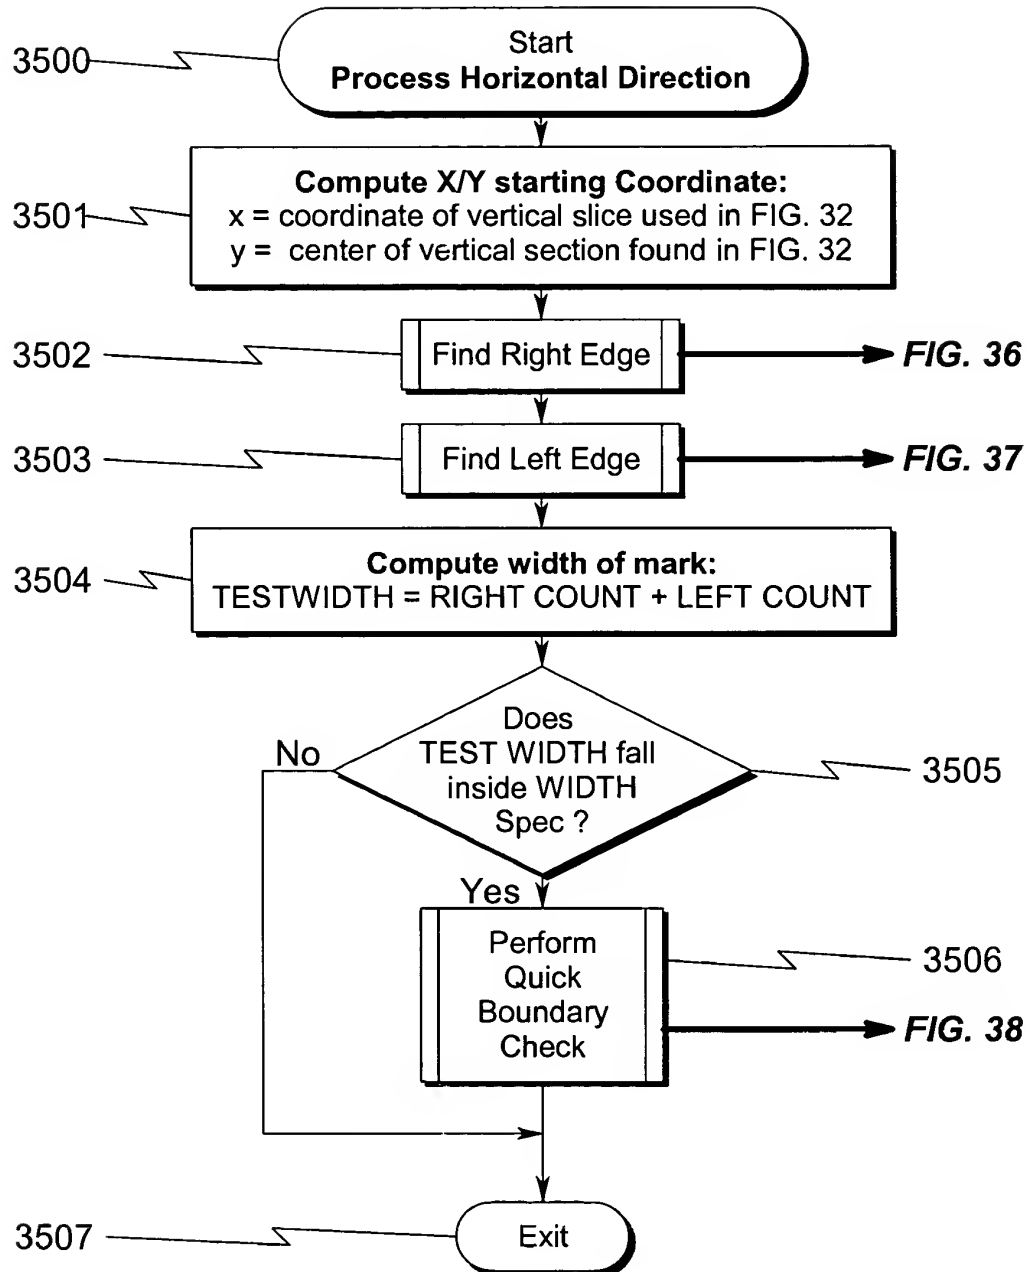 3500
Start
Process Horizontal Direction
3501
Compute X/Y starting Coordinate:
x = coordinate of vertical slice used in FIG. 32
y = center of vertical section found in FIG. 32
3502
Find Right Edge
FIG. 36
3503
Find Left Edge
FIG. 37
3504
Compute width of mark:
TESTWIDTH = RIGHT COUNT + LEFT COUNT
No
Does
TEST WIDTH fall
inside WIDTH
Spec ?
3505
Yes
Perform
Quick
Boundary
Check
3506
FIG. 38
3507
Exit